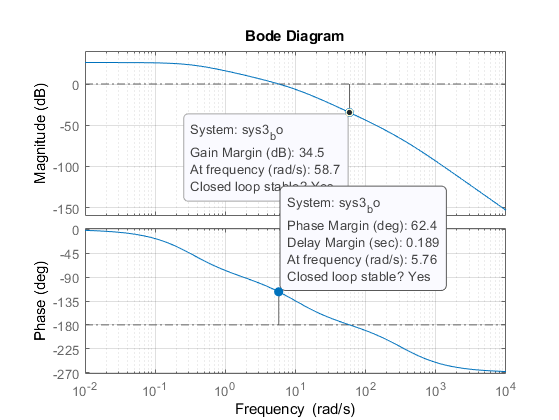 Bode Diagram
Magnitude (dB)
0
-50
-100
-150
System: sys3_bo
Gain Margin (dB): 34.5
At frequency (rad/s): 58.7
Closed loop stable? Yes
System: sys3_bo
Phase Margin (deg): 62.4
Delay Margin (sec): 0.189
At frequency (rad/s): 5.76
Closed loop stable? Yes
Phase (deg)
0
-45
-90
-135
-180
-225
-270
10^-2 10^-1 10^0 10^1 10^2 10^3 10^4
Frequency (rad/s)